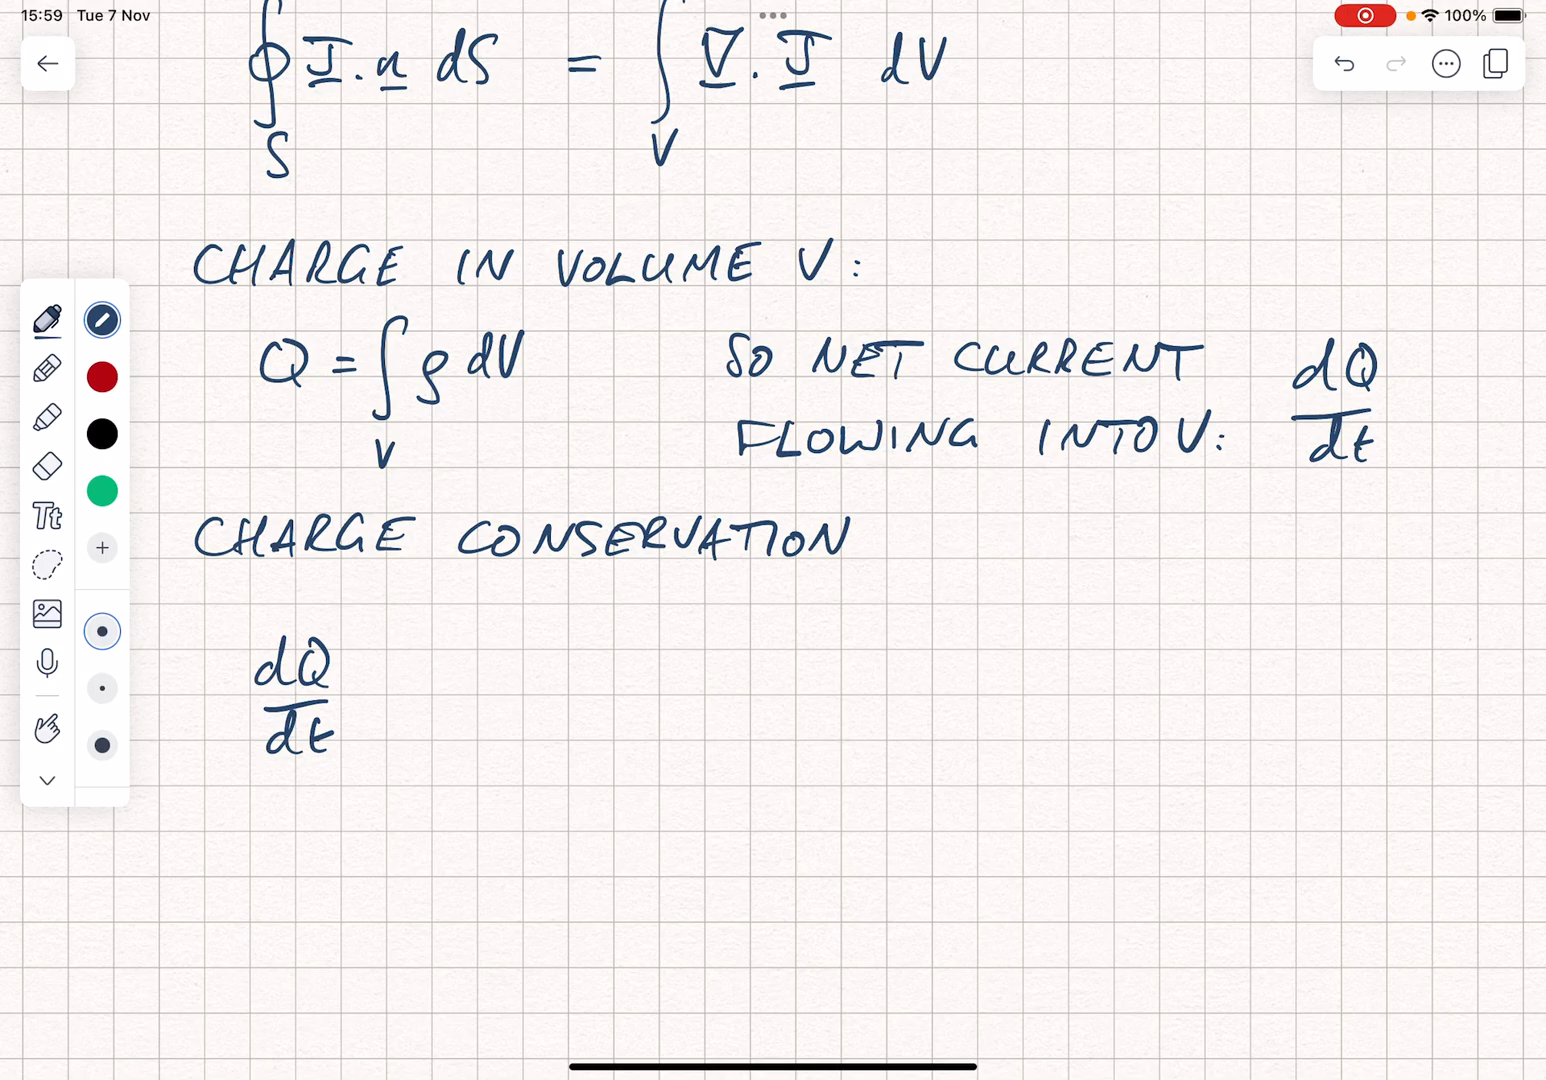 15:59 Tue 7 Nov 100%
∮ J . n dS = ∫ ∇ . J dV
S V
CHARGE IN VOLUME V:
Q = ∫ ρ dV
V
SO NET CURRENT
FLOWING INTO V: dQ/dt
CHARGE CONSERVATION
dQ/dt
Tt